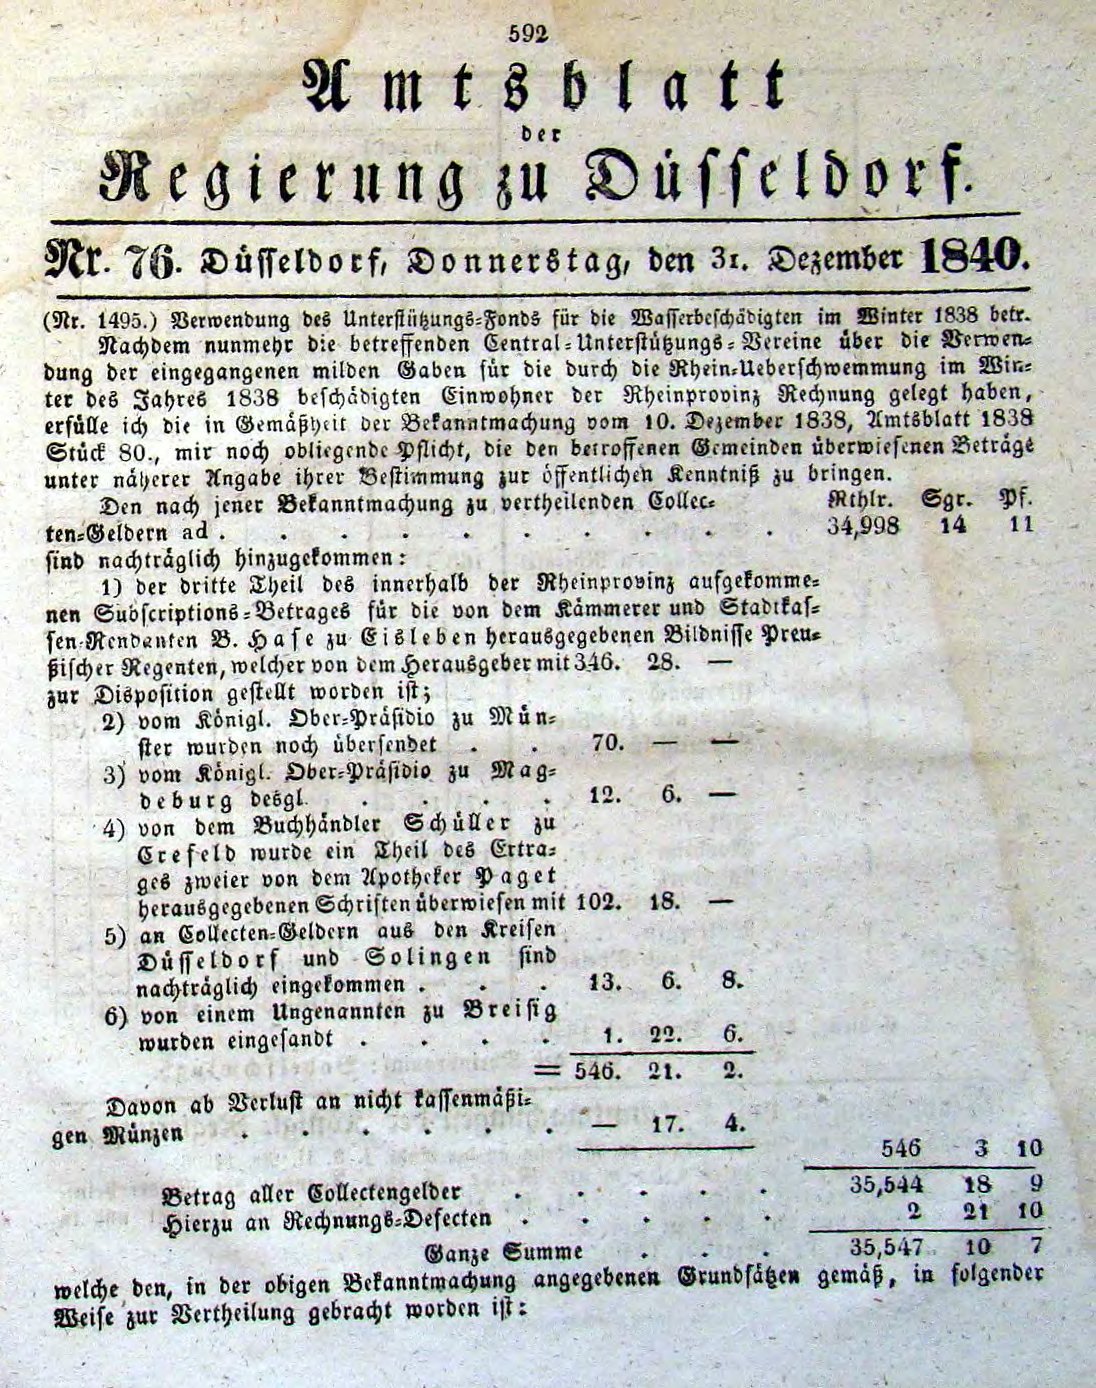 592
Amtsblatt
der
Regierung zu Düsseldorf.
Nr. 76. Düsseldorf, Donnerstag, den 31. Dezember 1840.
(Nr. 1495.) Verwendung des Unterstützungs-Fonds für die Wasserbeschädigten im Winter 1838 betr.
Nachdem nunmehr die betreffenden Central-Unterstützungs-Vereine über die Verwen-
dung der eingegangenen milden Gaben für die durch die Rhein-Ueberschwemmung im Win-
ter des Jahres 1838 beschädigten Einwohner der Rheinprovinz Rechnung gelegt haben,
erfülle ich die in Gemäßheit der Bekanntmachung vom 10. Dezember 1838, Amtsblatt 1838
Stück 80., mir noch obliegende Pflicht, die den betroffenen Gemeinden überwiesenen Beträge
unter näherer Angabe ihrer Bestimmung zur öffentlichen Kenntniß zu bringen.
Den nach jener Bekanntmachung zu vertheilenden Collec- Rthlr. Sgr. Pf.
ten-Geldern ad . . . . . . . . . . 34,998 14 11
sind nachträglich hinzugekommen:
1) der dritte Theil des innerhalb der Rheinprovinz aufgekomme-
nen Subscriptions-Betrages für die von dem Kämmerer und Stadtkas-
sen-Rendanten B. Hase zu Eisleben herausgegebenen Bildnisse Preu-
ßischer Regenten, welcher von dem Herausgeber mit 346. 28. —
zur Disposition gestellt worden ist;
2) vom Königl. Ober-Präsidio zu Mün-
ster wurden noch übersendet . . 70. — —
3) vom Königl. Ober-Präsidio zu Mag-
deburg desgl. . . . . 12. 6. —
4) von dem Buchhändler Schüller zu
Crefeld wurde ein Theil des Ertra-
ges zweier von dem Apotheker Paget
herausgegebenen Schriften überwiesen mit 102. 18. —
5) an Collecten-Geldern aus den Kreisen
Düsseldorf und Solingen sind
nachträglich eingekommen . . . 13. 6. 8.
6) von einem Ungenannten zu Breisig
wurden eingesandt . . . . 1. 22. 6.
= 546. 21. 2.
Davon ab Verlust an nicht kassenmäßi-
gen Münzen . . . . . . — 17. 4.
546 3 10
Betrag aller Collectengelder . . . . . 35,544 18 9
Hierzu an Rechnungs-Defecten . . . . . 2 21 10
Ganze Summe . . . 35,547 10 7
welche den, in der obigen Bekanntmachung angegebenen Grundsätzen gemäß, in folgender
Weise zur Vertheilung gebracht worden ist: